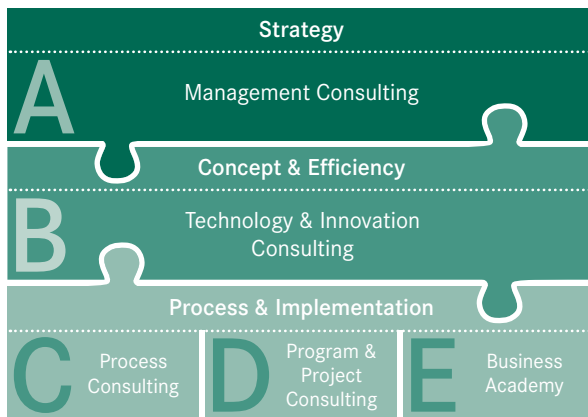 Strategy
A
Management Consulting
Concept & Efficiency
B
Technology & Innovation
Consulting
Process & Implementation
C
Process
Consulting
D
Program &
Project
Consulting
E
Business
Academy